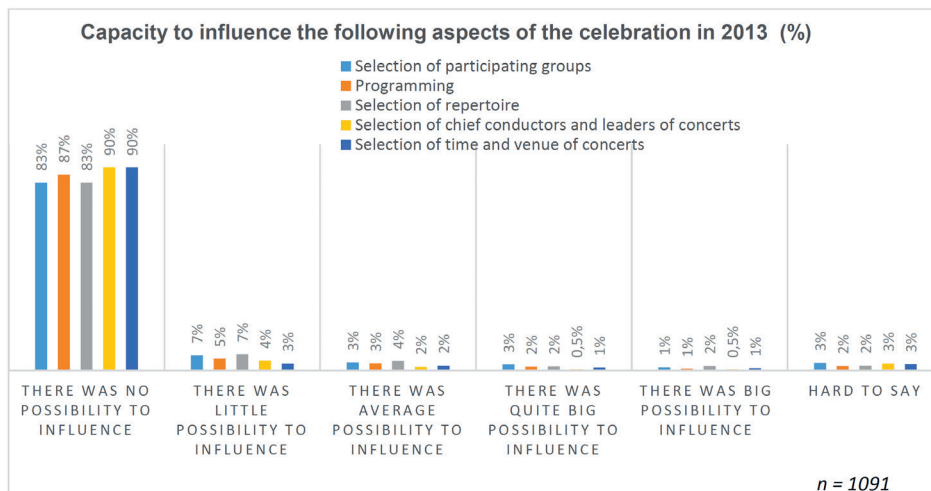 Capacity to influence the following aspects of the celebration in 2013 (%)
Selection of participating groups
Programming
Selection of repertoire
Selection of chief conductors and leaders of concerts
Selection of time and venue of concerts
83% 87% 83% 90% 90%
7% 5% 7% 4% 3%
3% 3% 4% 2% 2%
3% 2% 2% 0,5% 1%
1% 1% 2% 0,5% 1%
3% 2% 2% 3% 3%
THERE WAS NO
POSSIBILITY TO
INFLUENCE
THERE WAS
LITTLE
POSSIBILITY TO
INFLUENCE
THERE WAS
AVERAGE
POSSIBILITY TO
INFLUENCE
THERE WAS
QUITE BIG
POSSIBILITY TO
INFLUENCE
THERE WAS BIG
POSSIBILITY TO
INFLUENCE
HARD TO SAY
n = 1091